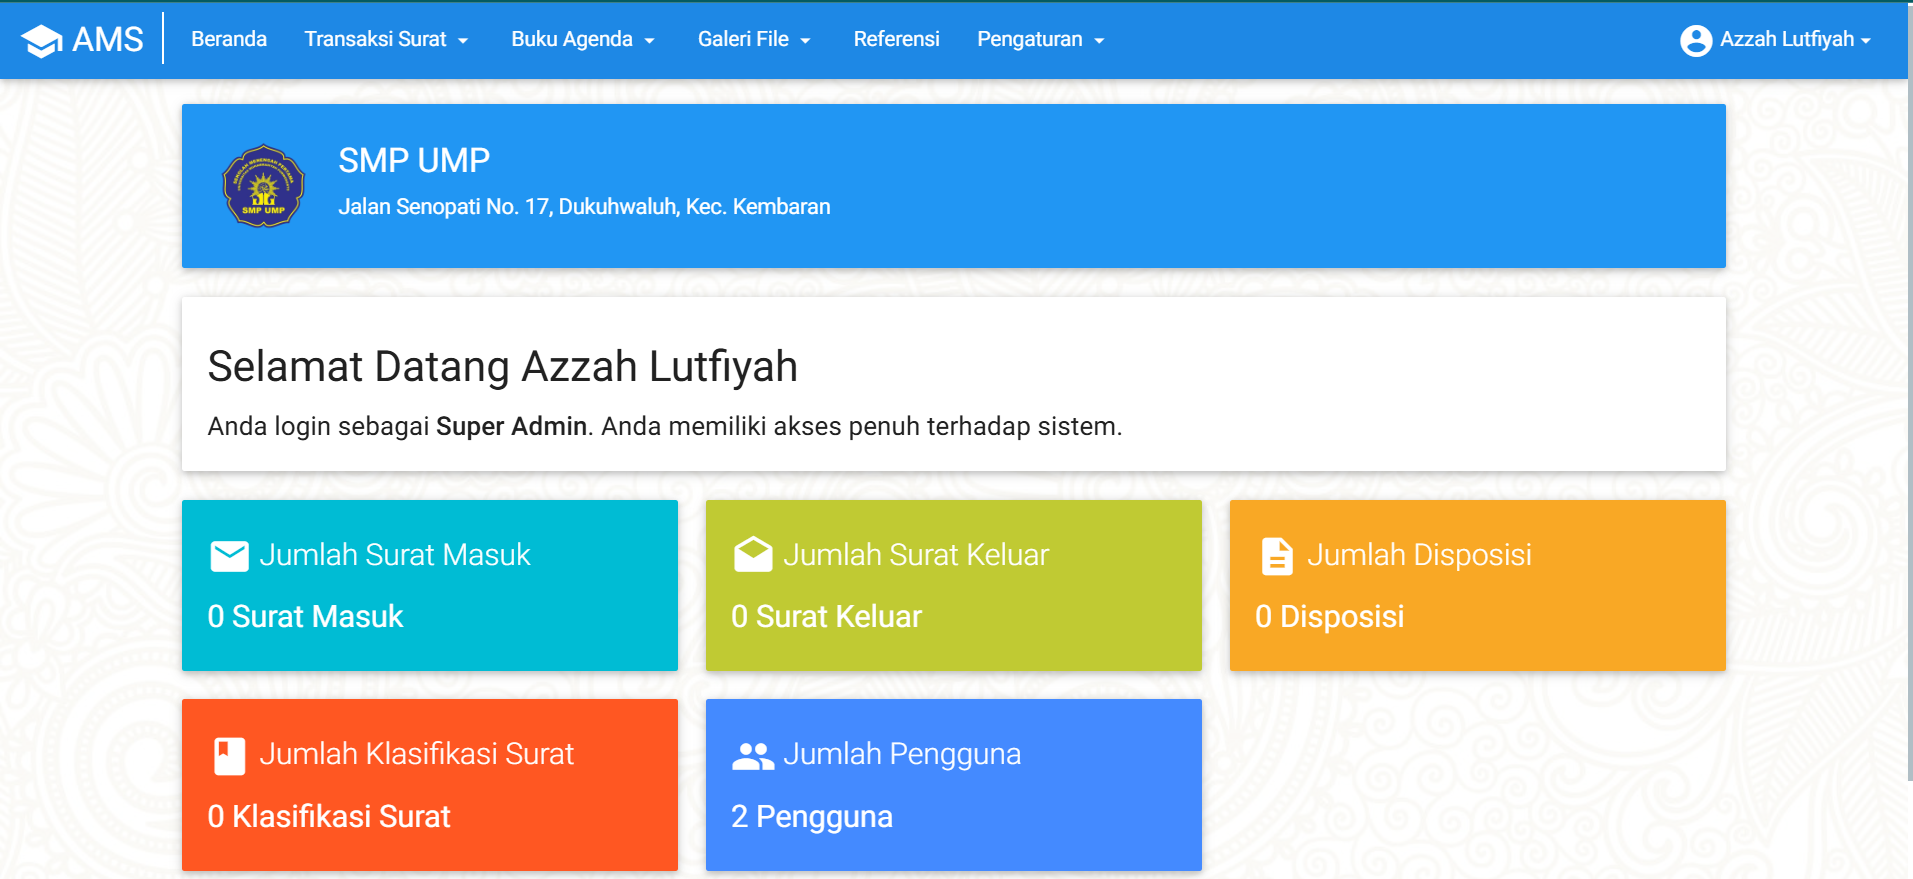 AMS
Beranda
Transaksi Surat
Buku Agenda
Galeri File
Referensi
Pengaturan
Azzah Lutfiyah
SMP UMP
SMP UMP
Jalan Senopati No. 17, Dukuhwaluh, Kec. Kembaran
Selamat Datang Azzah Lutfiyah
Anda login sebagai Super Admin. Anda memiliki akses penuh terhadap sistem.
Jumlah Surat Masuk
0 Surat Masuk
Jumlah Surat Keluar
0 Surat Keluar
Jumlah Disposisi
0 Disposisi
Jumlah Klasifikasi Surat
0 Klasifikasi Surat
Jumlah Pengguna
2 Pengguna